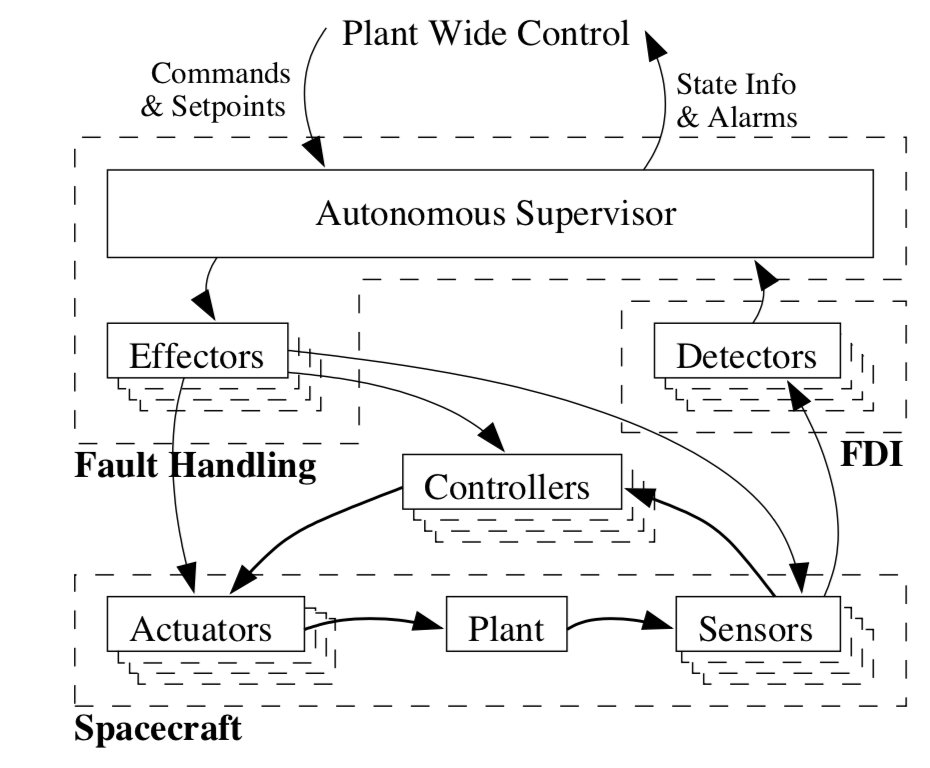 Plant Wide Control
Commands
& Setpoints
State Info
& Alarms
Autonomous Supervisor
Effectors
Detectors
Fault Handling
FDI
Controllers
Actuators
Plant
Sensors
Spacecraft